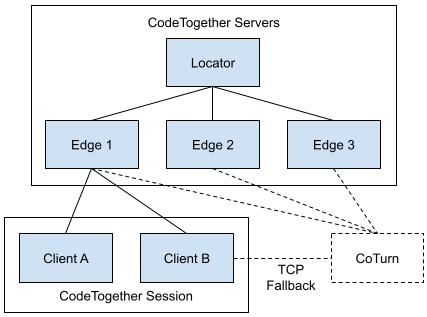 CodeTogether Servers
Locator
Edge 1
Edge 2
Edge 3
Client A
Client B
TCP
Fallback
CoTurn
CodeTogether Session